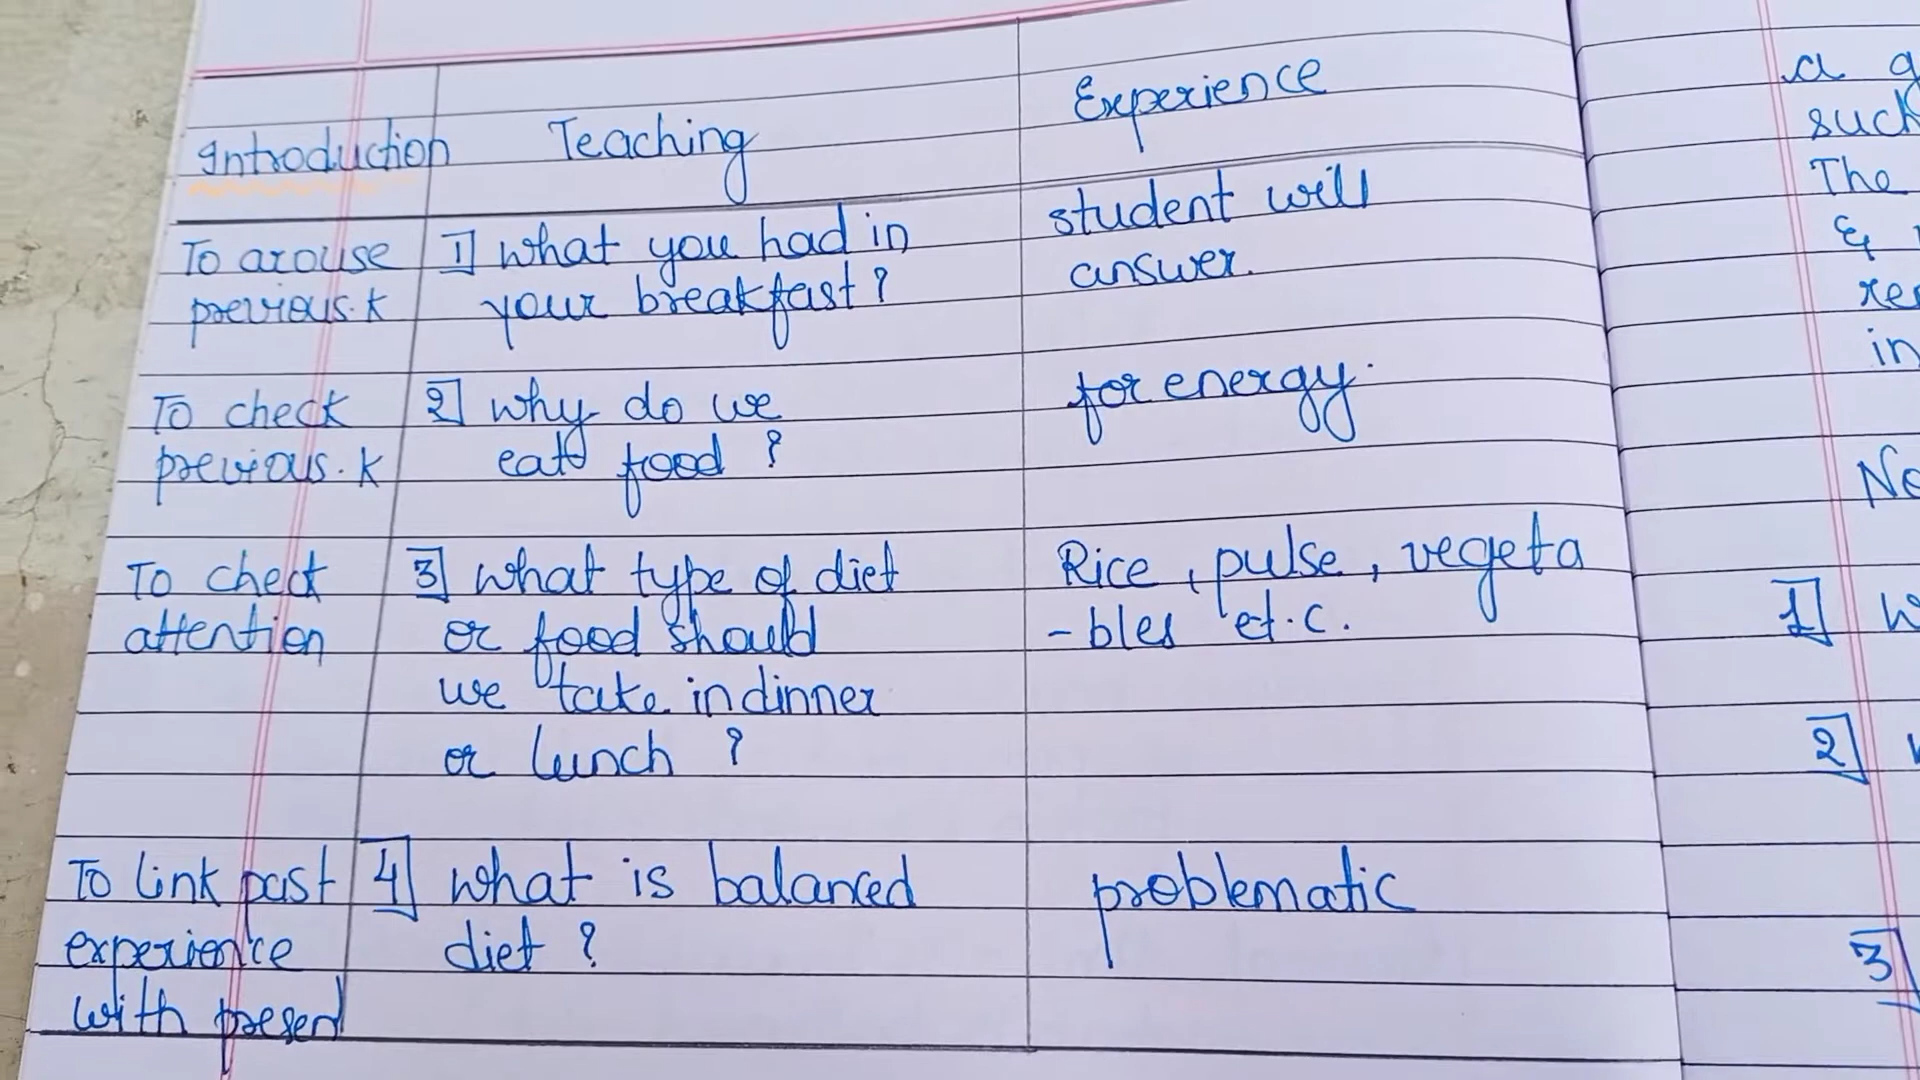 Introduction Teaching Experience
To arouse 1] What you had in student will
previous.k your breakfast? answer.
To check 2] why do we for energy.
previous.k eat food ?
To check 3] what type of diet Rice, pulse, vegeta
attention or food should -bles et.c.
we take in dinner
or lunch ?
To link past 4] what is balanced problematic
experience diet ?
with present
a
such
The
&
in
1]
2]
3]